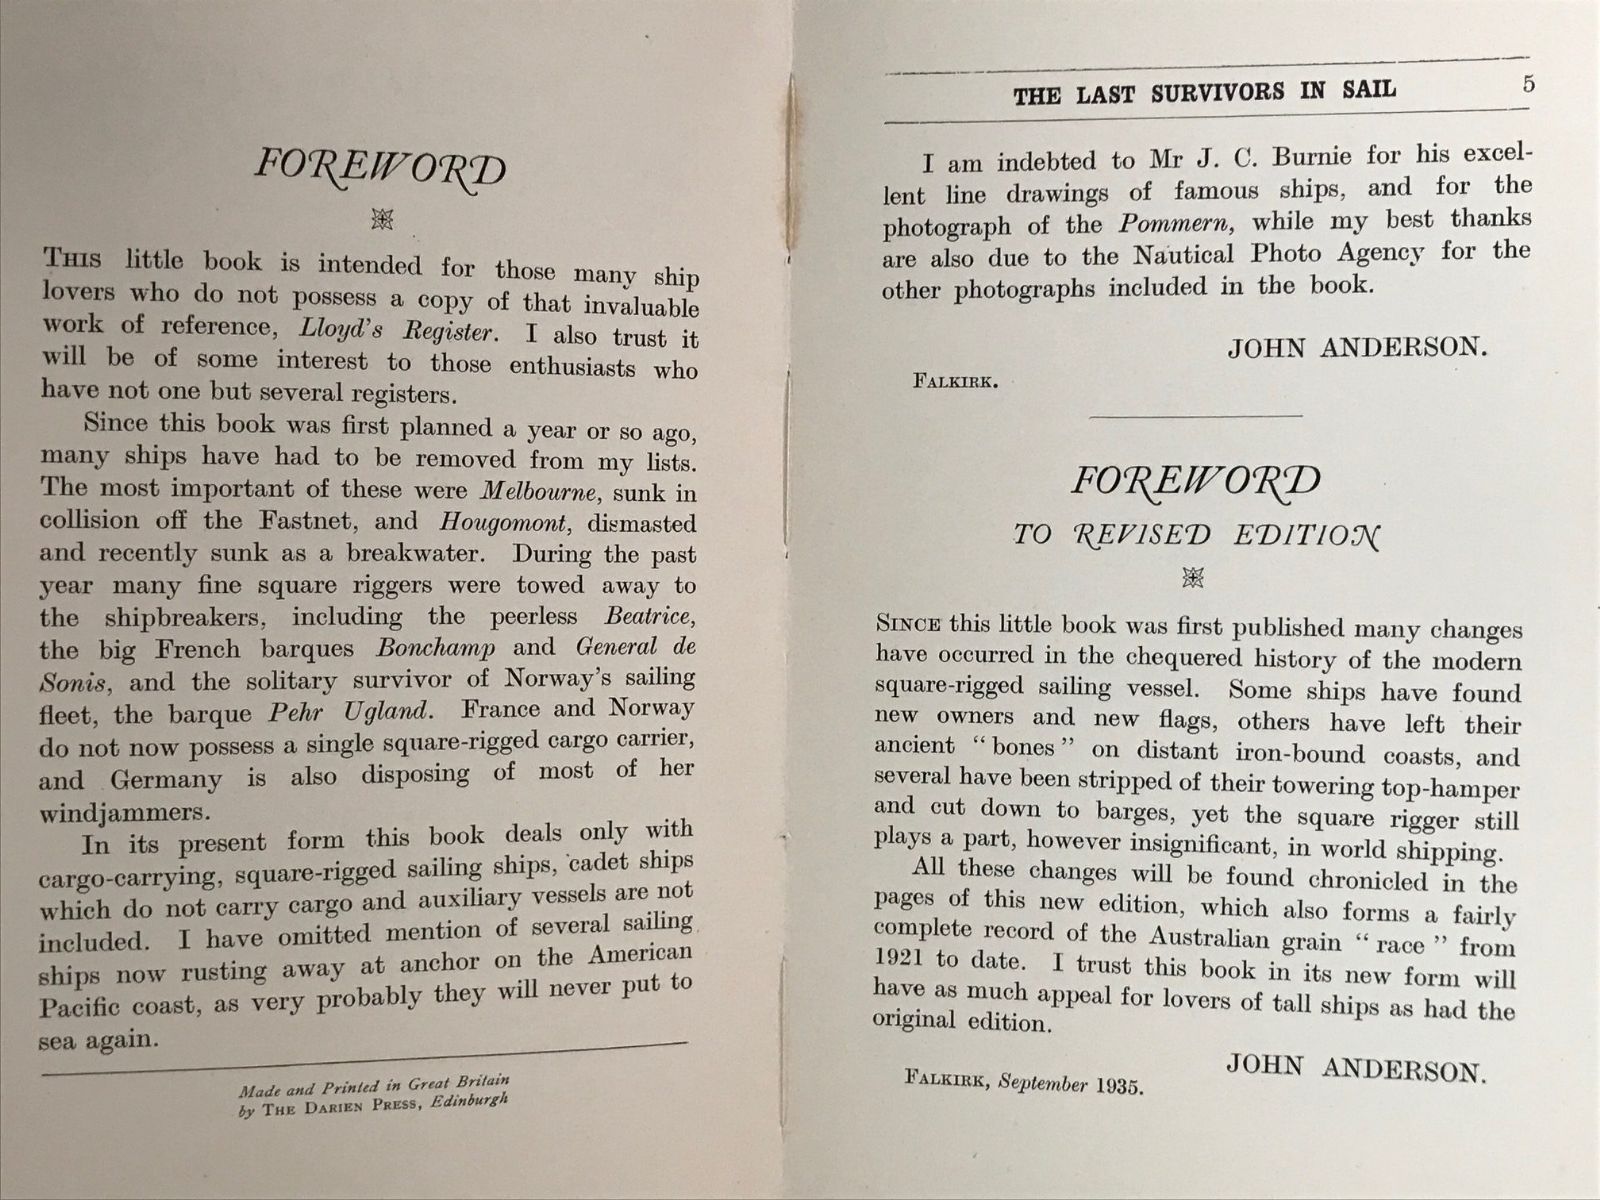 FOREWORD
THIS little book is intended for those many ship
lovers who do not possess a copy of that invaluable
work of reference, Lloyd's Register. I also trust it
will be of some interest to those enthusiasts who
have not one but several registers.
Since this book was first planned a year or so ago,
many ships have had to be removed from my lists.
The most important of these were Melbourne, sunk in
collision off the Fastnet, and Hougomont, dismasted
and recently sunk as a breakwater. During the past
year many fine square riggers were towed away to
the shipbreakers, including the peerless Beatrice,
the big French barques Bonchamp and General de
Sonis, and the solitary survivor of Norway's sailing
fleet, the barque Pehr Ugland. France and Norway
do not now possess a single square-rigged cargo carrier,
and Germany is also disposing of most of her
windjammers.
In its present form this book deals only with
cargo-carrying, square-rigged sailing ships, cadet ships
which do not carry cargo and auxiliary vessels are not
included. I have omitted mention of several sailing
ships now rusting away at anchor on the American
Pacific coast, as very probably they will never put to
sea again.
Made and Printed in Great Britain
by THE DARIEN PRESS, Edinburgh
THE LAST SURVIVORS IN SAIL 5
I am indebted to Mr J. C. Burnie for his excel-
lent line drawings of famous ships, and for the
photograph of the Pommern, while my best thanks
are also due to the Nautical Photo Agency for the
other photographs included in the book.
JOHN ANDERSON.
FALKIRK.
FOREWORD
TO REVISED EDITION
SINCE this little book was first published many changes
have occurred in the chequered history of the modern
square-rigged sailing vessel. Some ships have found
new owners and new flags, others have left their
ancient "bones" on distant iron-bound coasts, and
several have been stripped of their towering top-hamper
and cut down to barges, yet the square rigger still
plays a part, however insignificant, in world shipping.
All these changes will be found chronicled in the
pages of this new edition, which also forms a fairly
complete record of the Australian grain "race" from
1921 to date. I trust this book in its new form will
have as much appeal for lovers of tall ships as had the
original edition.
JOHN ANDERSON.
FALKIRK, September 1935.